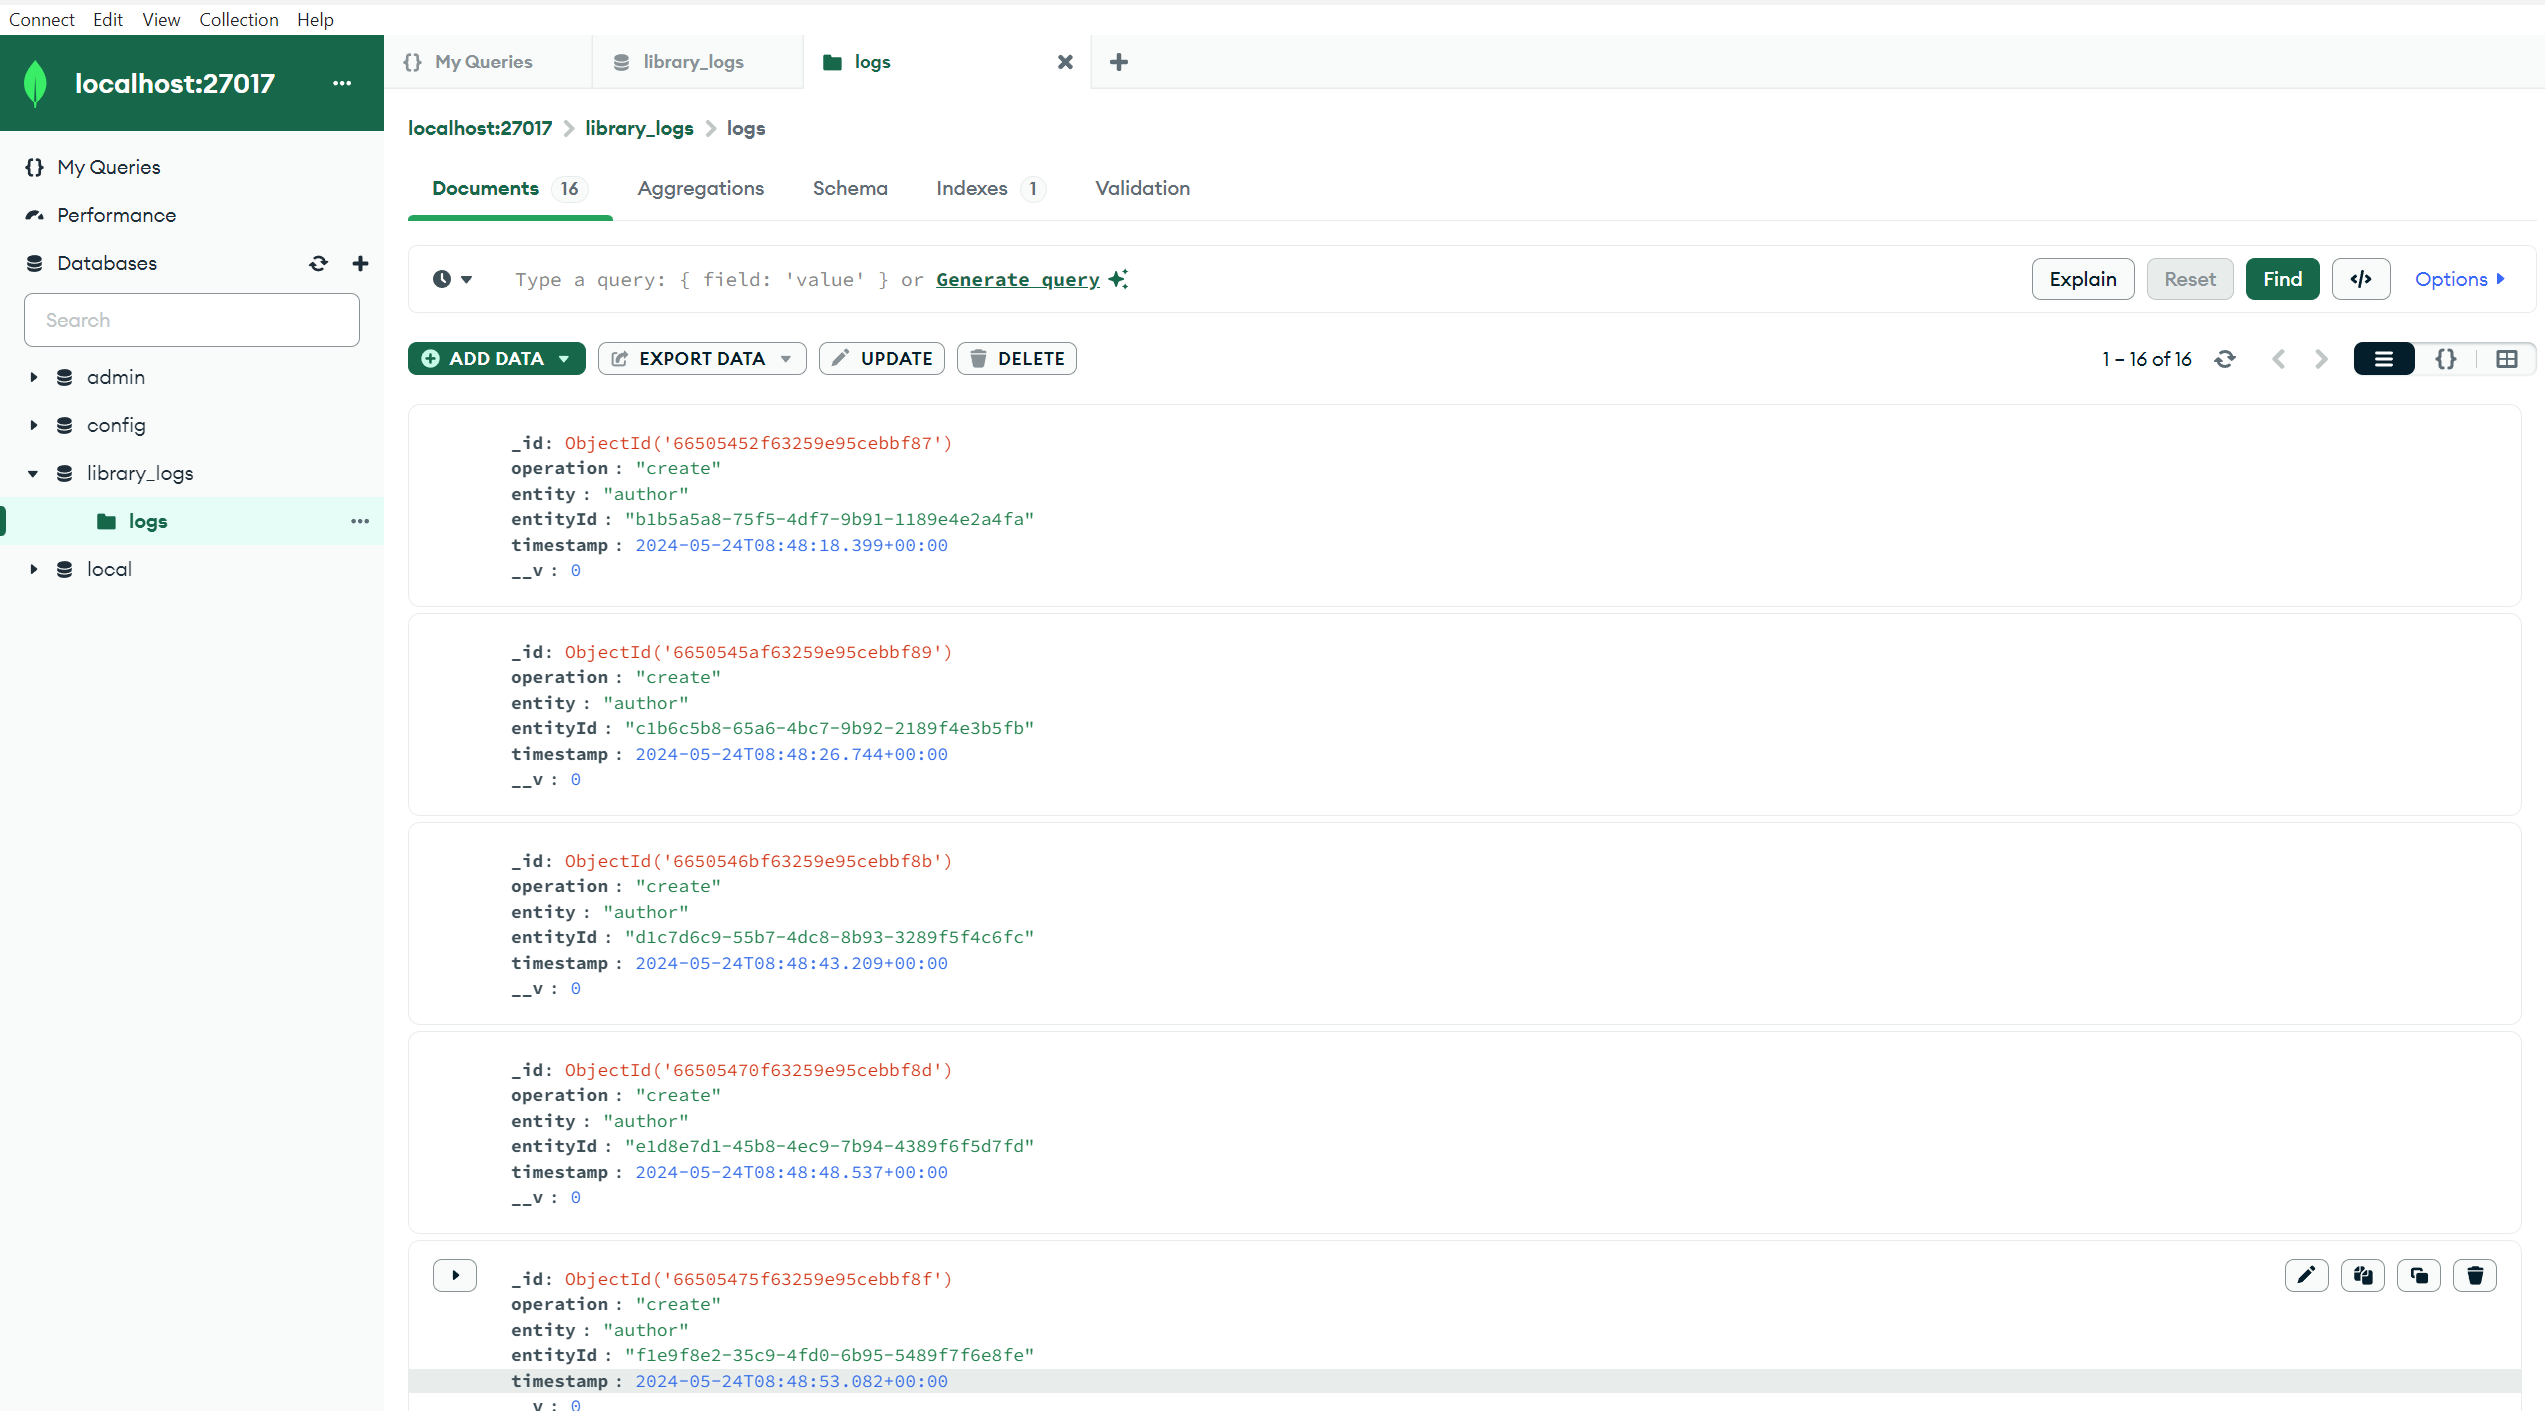 Connect Edit View Collection Help
localhost:27017 ...
My Queries
Performance
Databases
Search
admin
config
library_logs
logs ...
local
{} My Queries library_logs logs
localhost:27017 > library_logs > logs
Documents 16 Aggregations Schema Indexes 1 Validation
Type a query: { field: 'value' } or Generate query
Explain Reset Find </> Options
ADD DATA EXPORT DATA UPDATE DELETE
1 – 16 of 16 {}
_id: ObjectId('66505452f63259e95cebbf87')
operation : "create"
entity : "author"
entityId : "b1b5a5a8-75f5-4df7-9b91-1189e4e2a4fa"
timestamp : 2024-05-24T08:48:18.399+00:00
__v : 0
_id: ObjectId('6650545af63259e95cebbf89')
operation : "create"
entity : "author"
entityId : "c1b6c5b8-65a6-4bc7-9b92-2189f4e3b5fb"
timestamp : 2024-05-24T08:48:26.744+00:00
__v : 0
_id: ObjectId('6650546bf63259e95cebbf8b')
operation : "create"
entity : "author"
entityId : "d1c7d6c9-55b7-4dc8-8b93-3289f5f4c6fc"
timestamp : 2024-05-24T08:48:43.209+00:00
__v : 0
_id: ObjectId('66505470f63259e95cebbf8d')
operation : "create"
entity : "author"
entityId : "e1d8e7d1-45b8-4ec9-7b94-4389f6f5d7fd"
timestamp : 2024-05-24T08:48:48.537+00:00
__v : 0
_id: ObjectId('66505475f63259e95cebbf8f')
operation : "create"
entity : "author"
entityId : "f1e9f8e2-35c9-4fd0-6b95-5489f7f6e8fe"
timestamp : 2024-05-24T08:48:53.082+00:00
__v : 0